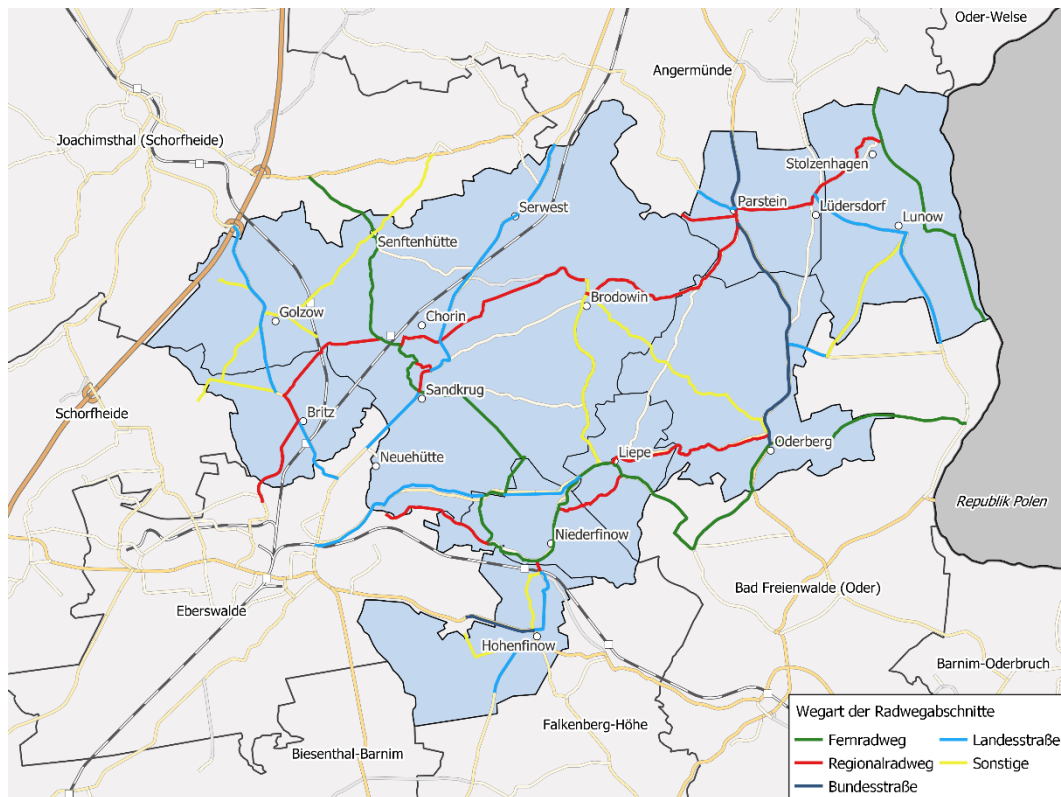 Oder-Welse
Angermünde
Joachimsthal (Schorfheide)
Stolzenhagen
Parstein
Lüdersdorf
Serwest
Lunow
Senftenhütte
Brodowin
Golzow
Chorin
Sandkrug
Schorfheide
Britz
Oderberg
Liepe
Neuehütte
Republik Polen
Niederfinow
Bad Freienwalde (Oder)
Eberswalde
Hohenfinow
Barnim-Oderbruch
Falkenberg-Höhe
Biesenthal-Barnim
Wegart der Radwegabschnitte
Fernradweg
Landesstraße
Regionalradweg
Sonstige
Bundesstraße